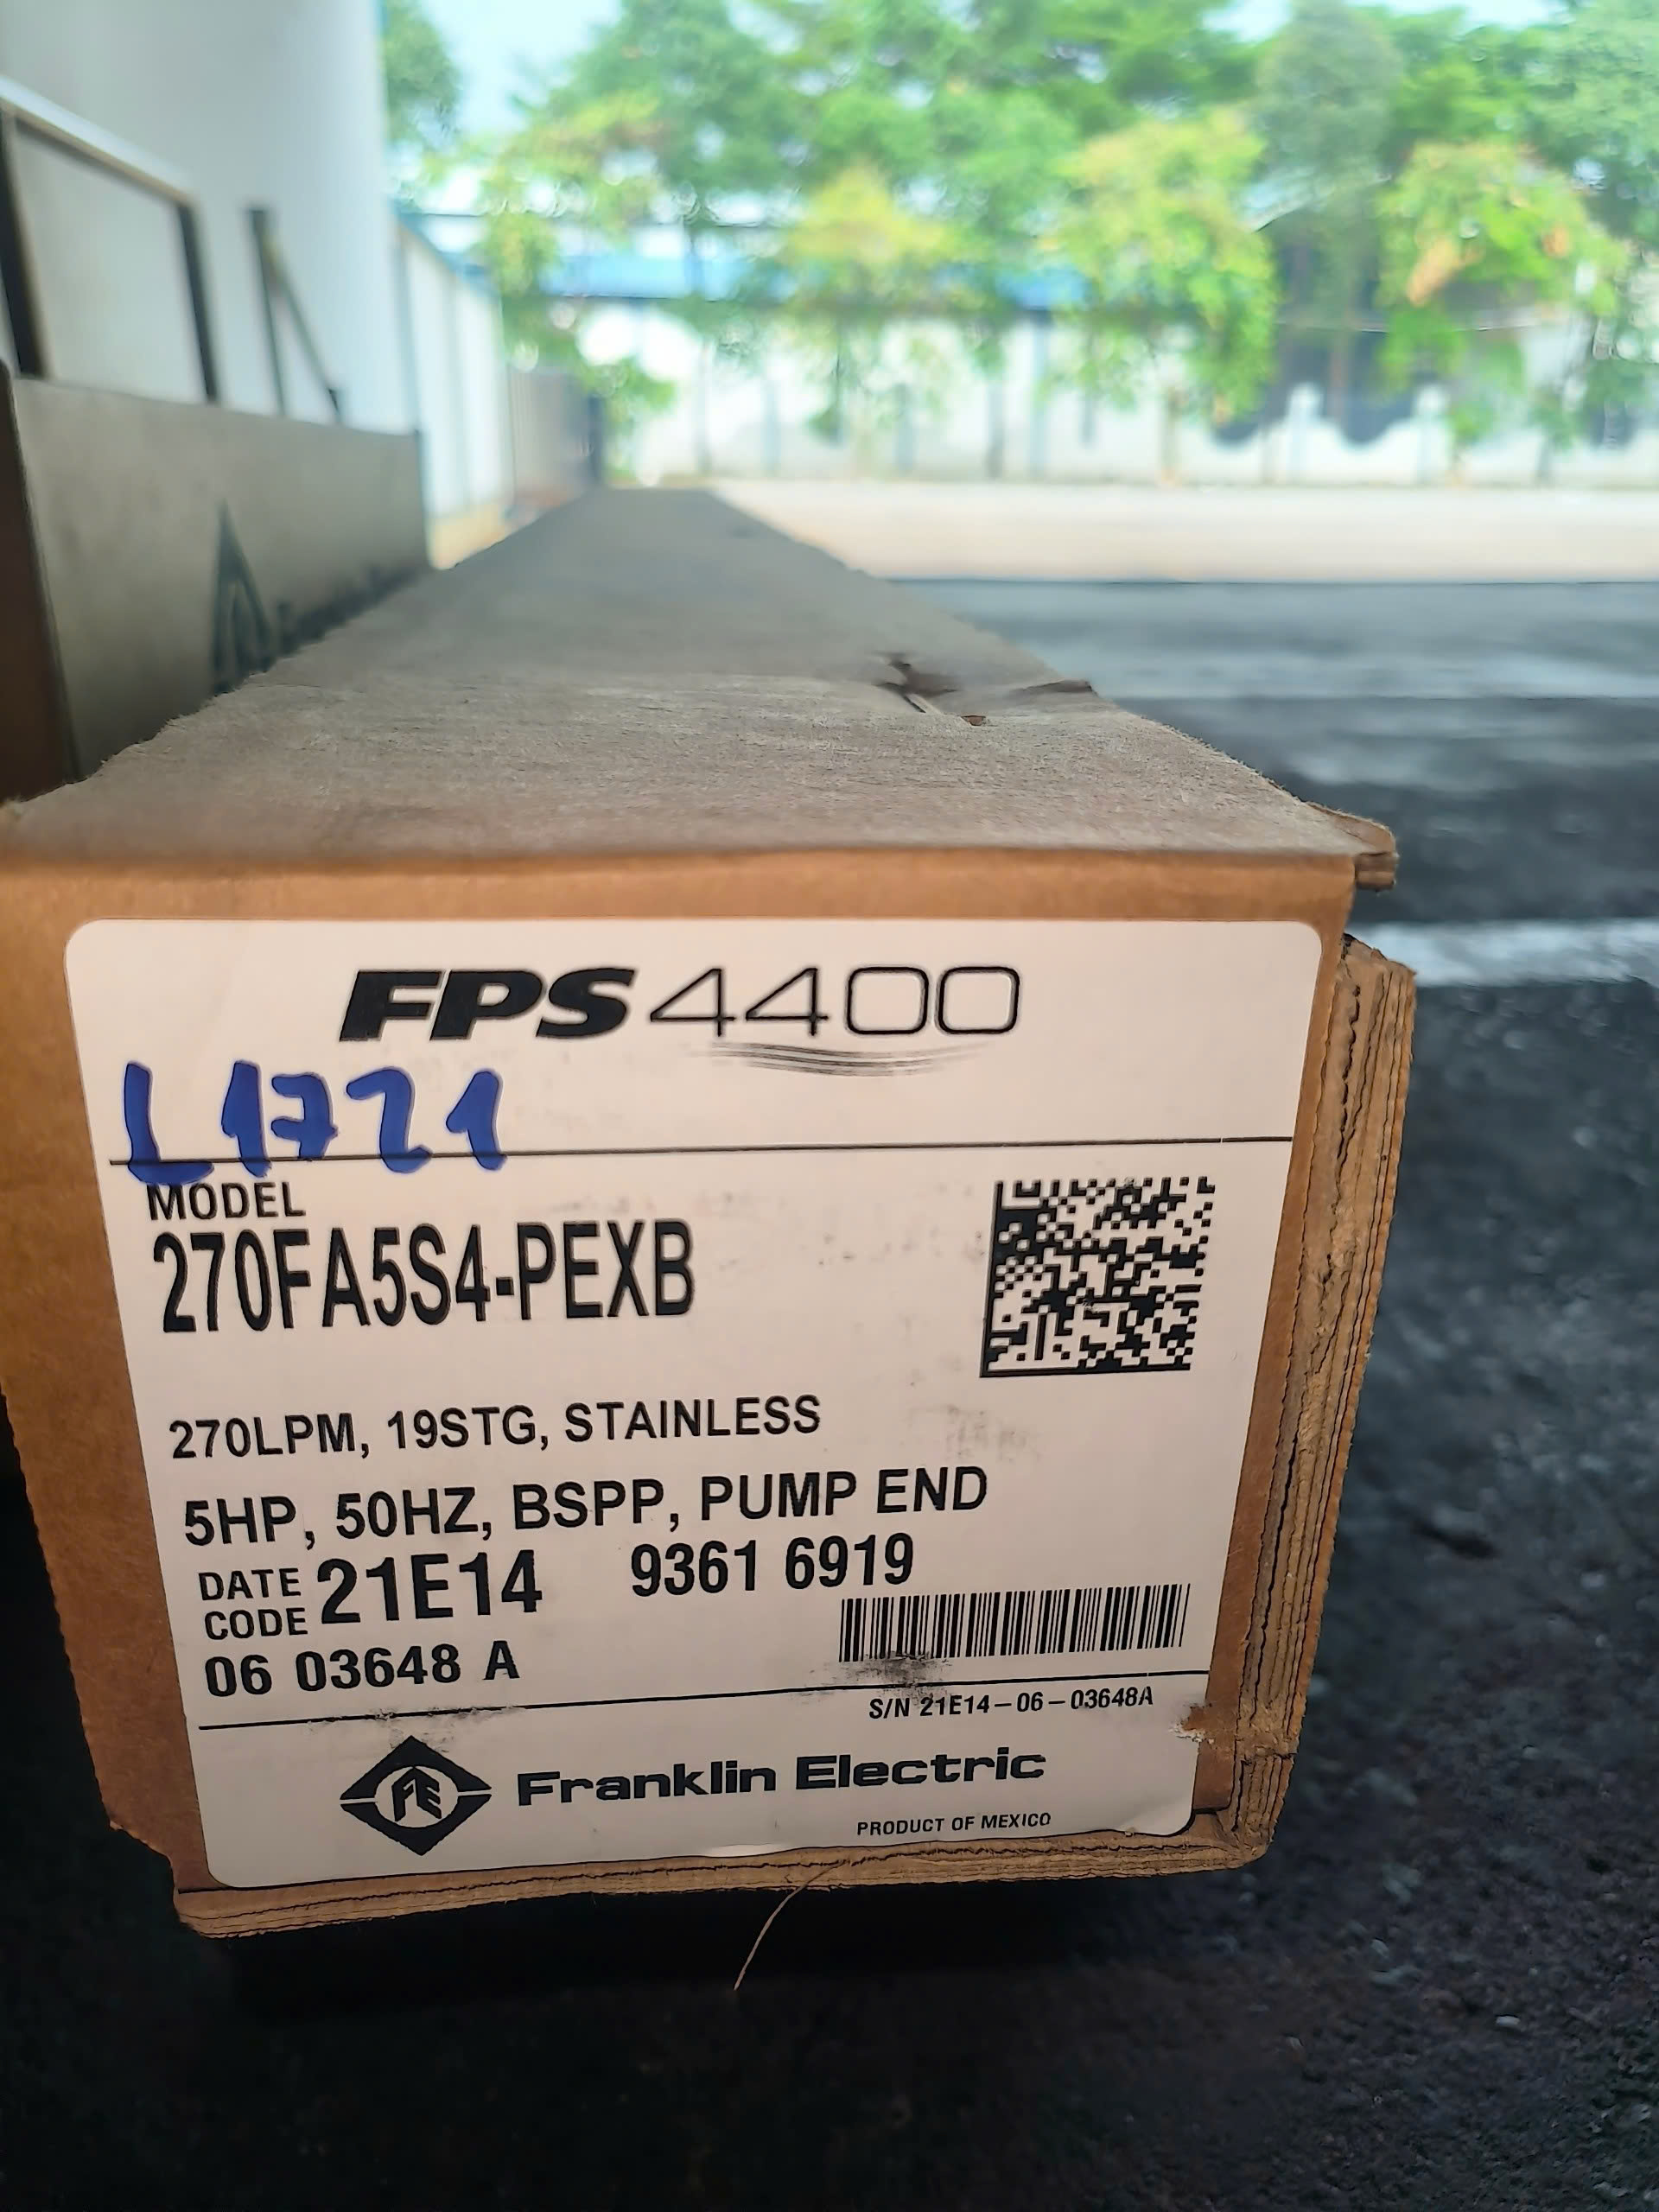 FPS 4400
L1721
MODEL
270FA5S4-PEXB
270LPM, 19STG, STAINLESS
5HP, 50HZ, BSPP, PUMP END
DATE CODE 21E14 9361 6919
06 03648 A
S/N 21E14-06-03648A
FE Franklin Electric
PRODUCT OF MEXICO